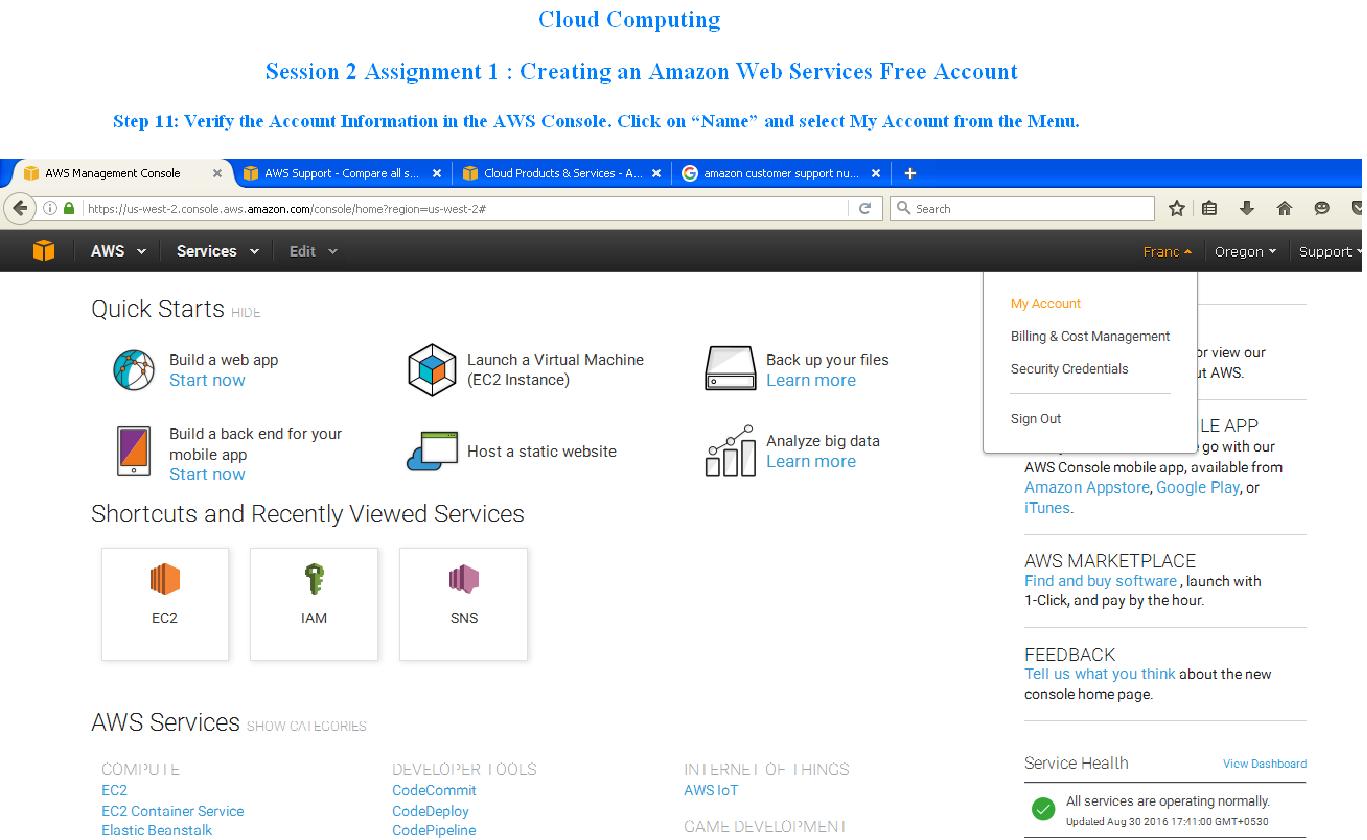 Cloud Computing
Session 2 Assignment 1 : Creating an Amazon Web Services Free Account
Step 11: Verify the Account Information in the AWS Console. Click on “Name” and select My Account from the Menu.
AWS Management Console
AWS Support - Compare all s...
Cloud Products & Services - A...
amazon customer support nu...
https://us-west-2.console.aws.amazon.com/console/home?region=us-west-2#
Search
AWS
Services
Edit
Franc
Oregon
Support
My Account
Billing & Cost Management
Security Credentials
Sign Out
Quick Starts HIDE
Build a web app
Start now
Launch a Virtual Machine
(EC2 Instance)
Back up your files
Learn more
Build a back end for your
mobile app
Start now
Host a static website
Analyze big data
Learn more
Shortcuts and Recently Viewed Services
EC2
IAM
SNS
AWS Services SHOW CATEGORIES
COMPUTE
EC2
EC2 Container Service
Elastic Beanstalk
DEVELOPER TOOLS
CodeCommit
CodeDeploy
CodePipeline
INTERNET OF THINGS
AWS IoT
GAME DEVELOPMENT
or view our
AWS.
APP
go with our
AWS Console mobile app, available from
Amazon Appstore, Google Play, or
iTunes.
AWS MARKETPLACE
Find and buy software , launch with
1-Click, and pay by the hour.
FEEDBACK
Tell us what you think about the new
console home page.
Service Health
View Dashboard
All services are operating normally.
Updated Aug 30 2016 17:41:00 GMT+0530